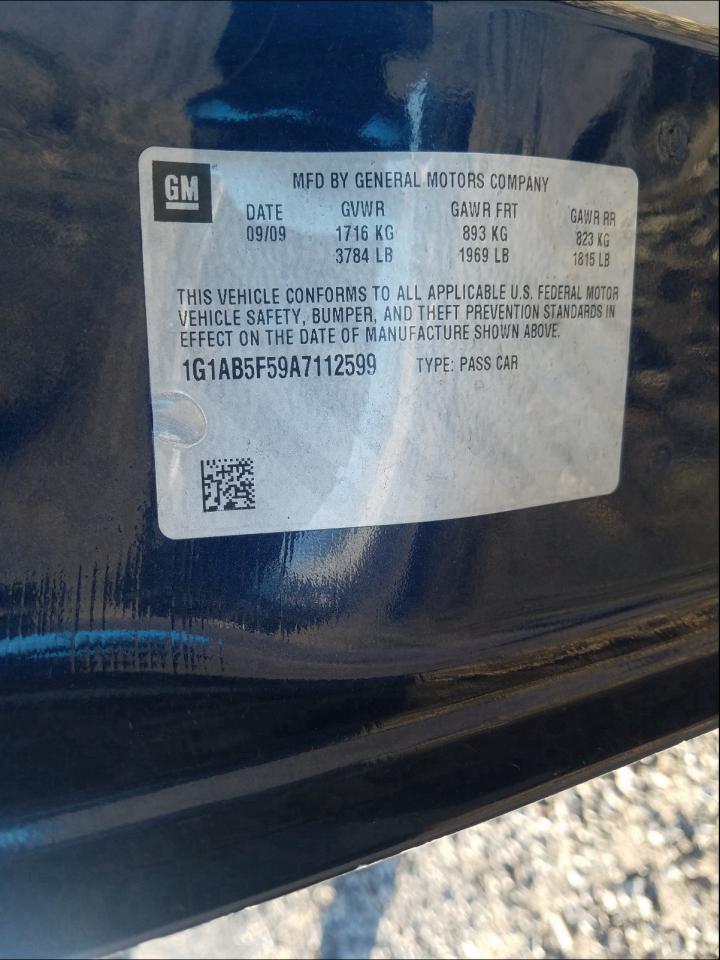 GM
MFD BY GENERAL MOTORS COMPANY
DATE GVWR GAWR FRT GAWR RR
09/09 1716 KG 893 KG 823 KG
3784 LB 1969 LB 1815 LB
THIS VEHICLE CONFORMS TO ALL APPLICABLE U.S. FEDERAL MOTOR
VEHICLE SAFETY, BUMPER, AND THEFT PREVENTION STANDARDS IN
EFFECT ON THE DATE OF MANUFACTURE SHOWN ABOVE.
1G1AB5F59A7112599 TYPE: PASS CAR